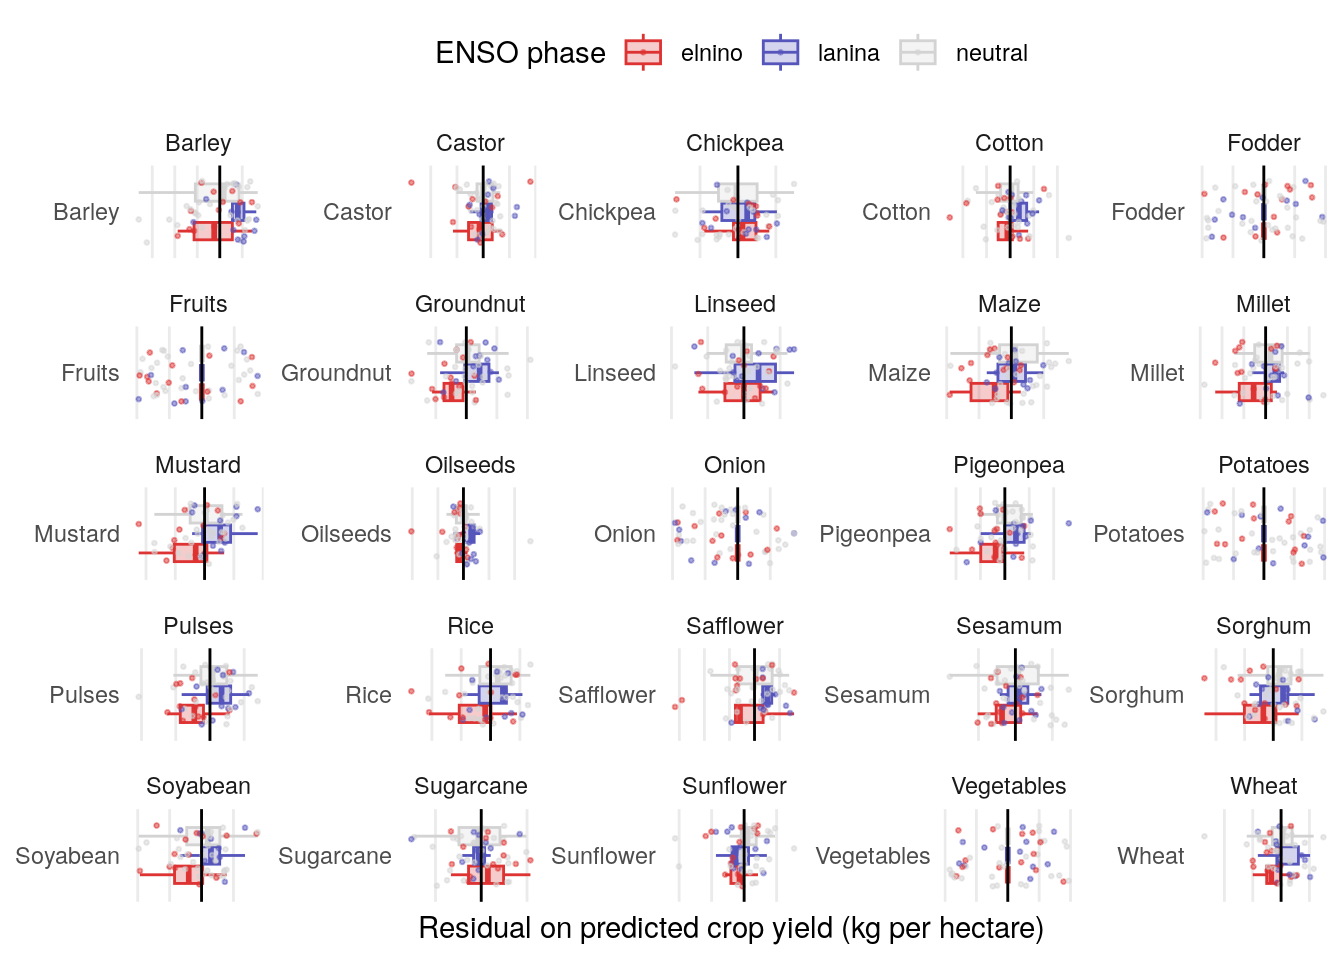 ENSO phase elnino lanina neutral
Barley Castor Chickpea Cotton Fodder
Barley Castor Chickpea Cotton Fodder
Fruits Groundnut Linseed Maize Millet
Fruits Groundnut Linseed Maize Millet
Mustard Oilseeds Onion Pigeonpea Potatoes
Mustard Oilseeds Onion Pigeonpea Potatoes
Pulses Rice Safflower Sesamum Sorghum
Pulses Rice Safflower Sesamum Sorghum
Soyabean Sugarcane Sunflower Vegetables Wheat
Soyabean Sugarcane Sunflower Vegetables Wheat
Residual on predicted crop yield (kg per hectare)